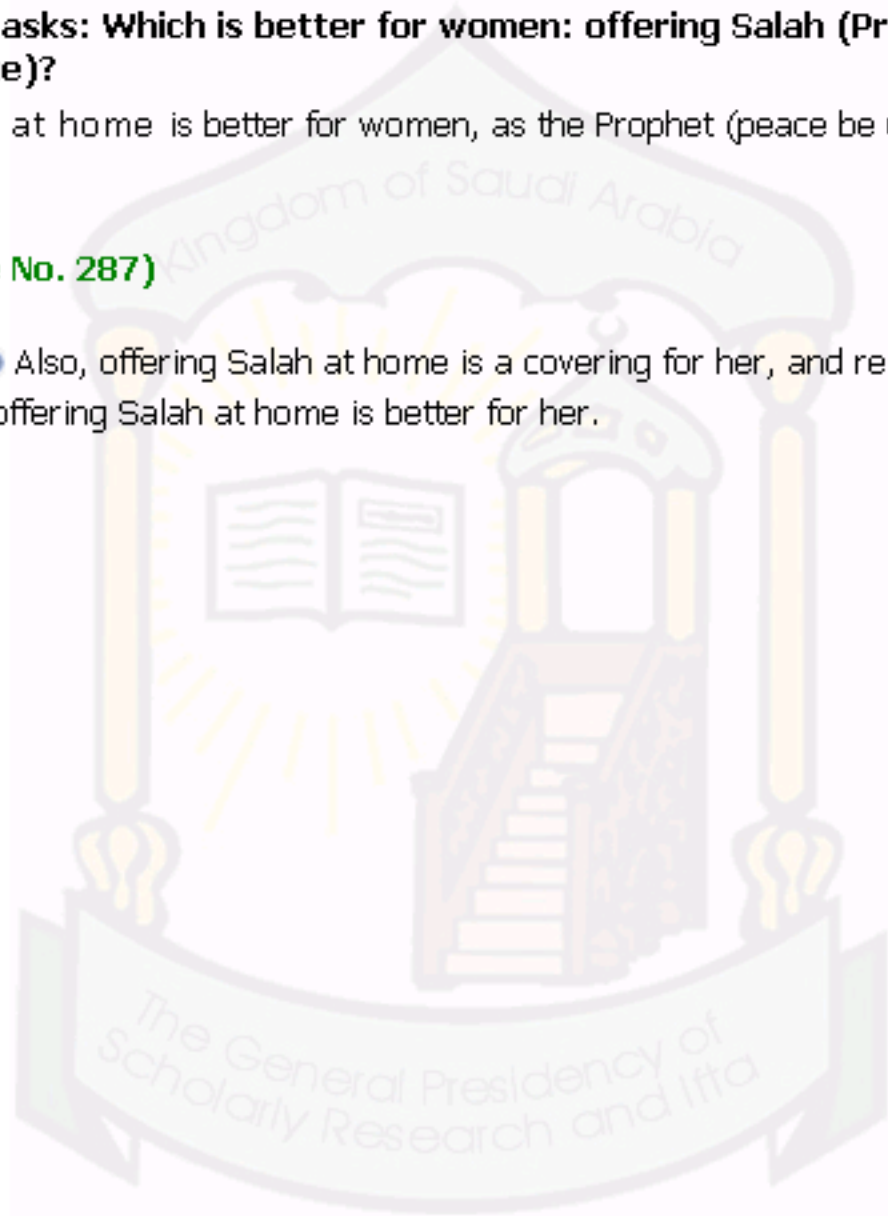 asks: Which is better for women: offering Salah (Pr
e)?
at home is better for women, as the Prophet (peace be
No. 287)
Also, offering Salah at home is a covering for her, and re
offering Salah at home is better for her.
Kingdom of Saudi Arabia
The General Presidency of
Scholarly Research and Ifta